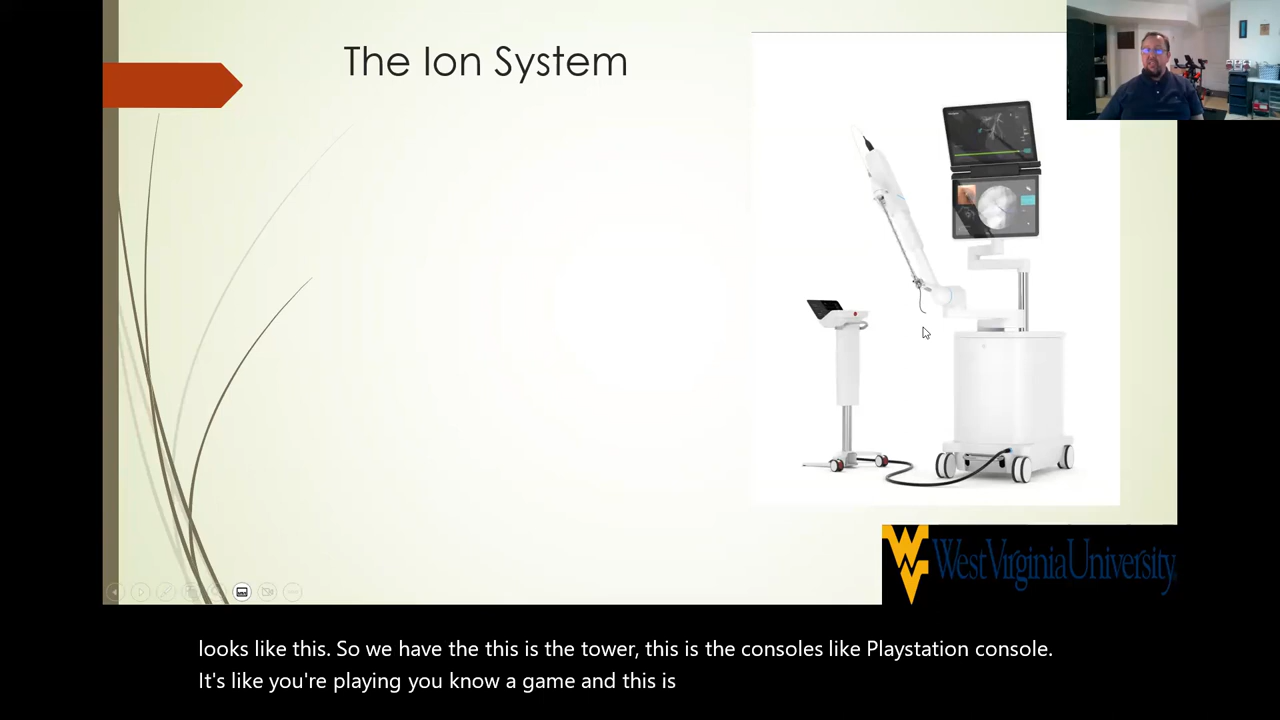 The Ion System
WV
West Virginia University
looks like this. So we have the this is the tower, this is the consoles like Playstation console.
It's like you're playing you know a game and this is